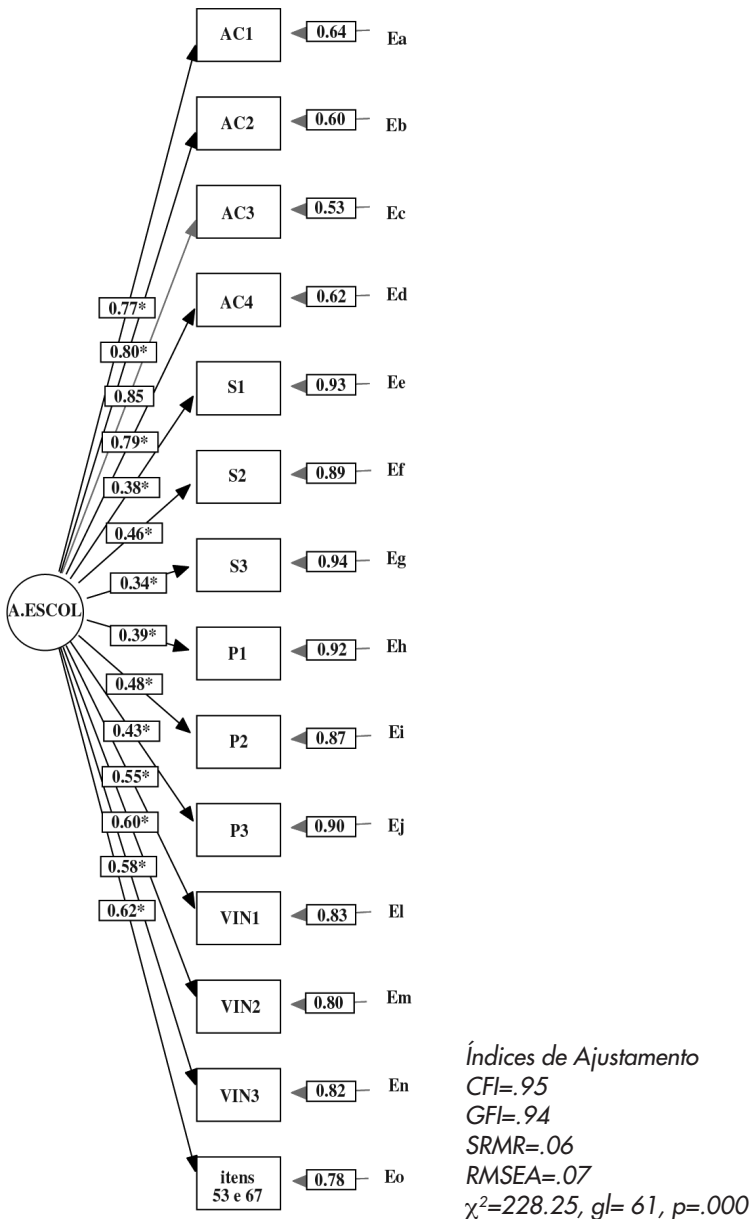 AC1 0.64 Ea
AC2 0.60 Eb
AC3 0.53 Ec
AC4 0.62 Ed
0.77*
0.80*
0.85
0.79*
S1 0.93 Ee
0.38*
S2 0.89 Ef
0.46*
S3 0.94 Eg
0.34*
A.ESCOL
0.39*
P1 0.92 Eh
0.48*
P2 0.87 Ei
0.43*
0.55*
P3 0.90 Ej
0.60*
0.58*
0.62*
VIN1 0.83 El
VIN2 0.80 Em
VIN3 0.82 En
itens
53 e 67
0.78 Eo
Índices de Ajustamento
CFI=.95
GFI=.94
SRMR=.06
RMSEA=.07
χ²=228.25, gl= 61, p=.000